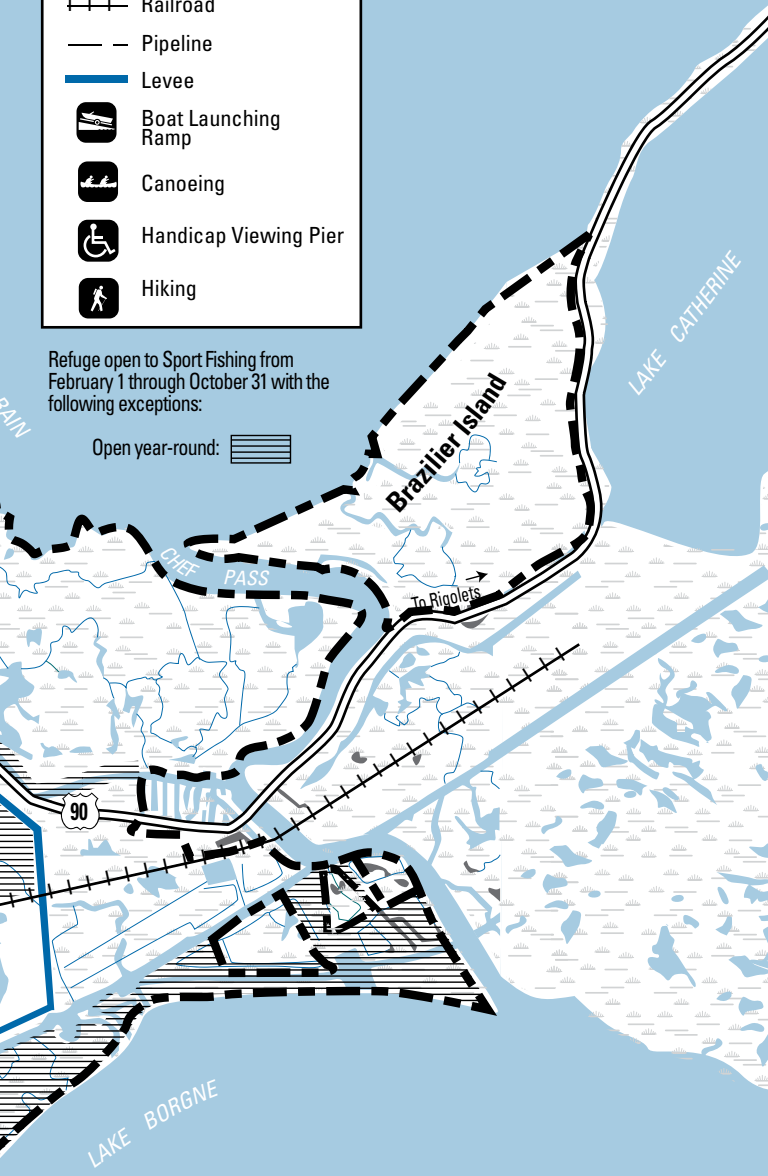 Railroad
Pipeline
Levee
Boat Launching
Ramp
Canoeing
Handicap Viewing Pier
Hiking
Refuge open to Sport Fishing from
February 1 through October 31 with the
following exceptions:
Open year-round:
RAIN
LAKE CATHERINE
Brazilier Island
CHEF PASS
To Rigolets
90
LAKE BORGNE